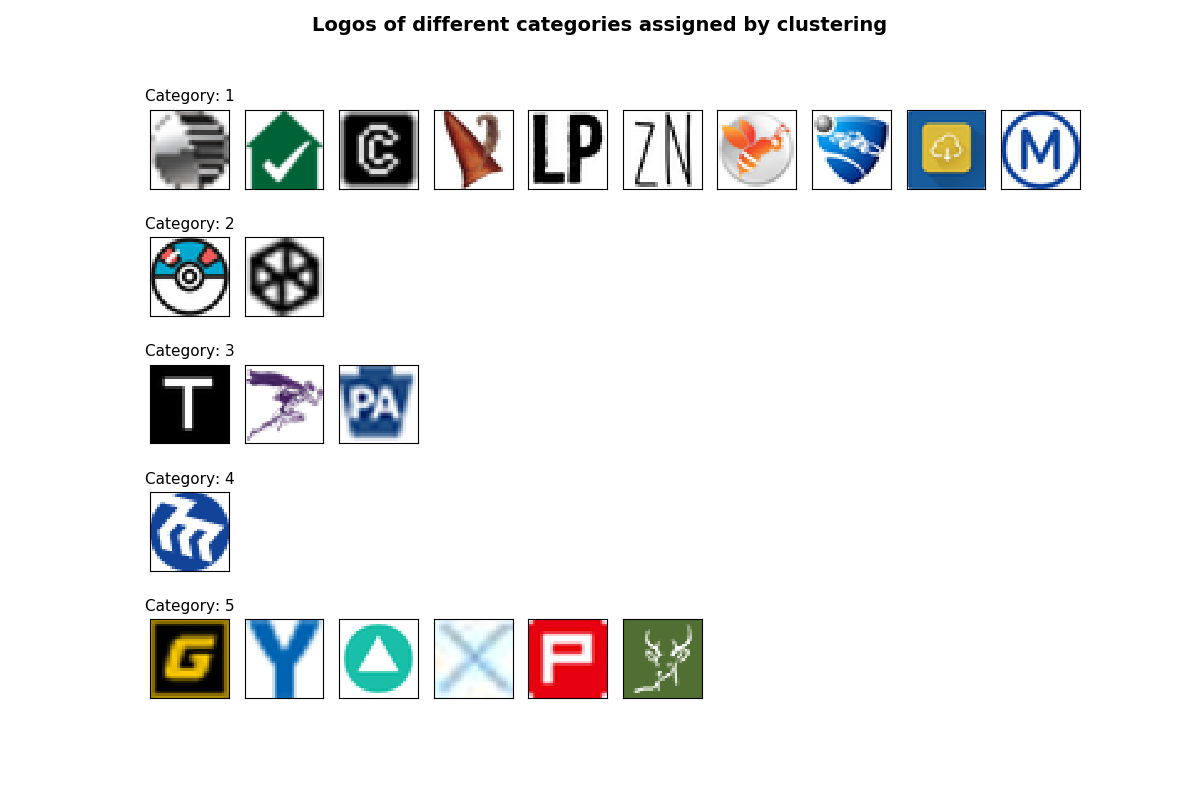 Logos of different categories assigned by clustering
Category: 1
C LP ZN M
Category: 2
Category: 3
T PA
Category: 4
Category: 5
G Y X P